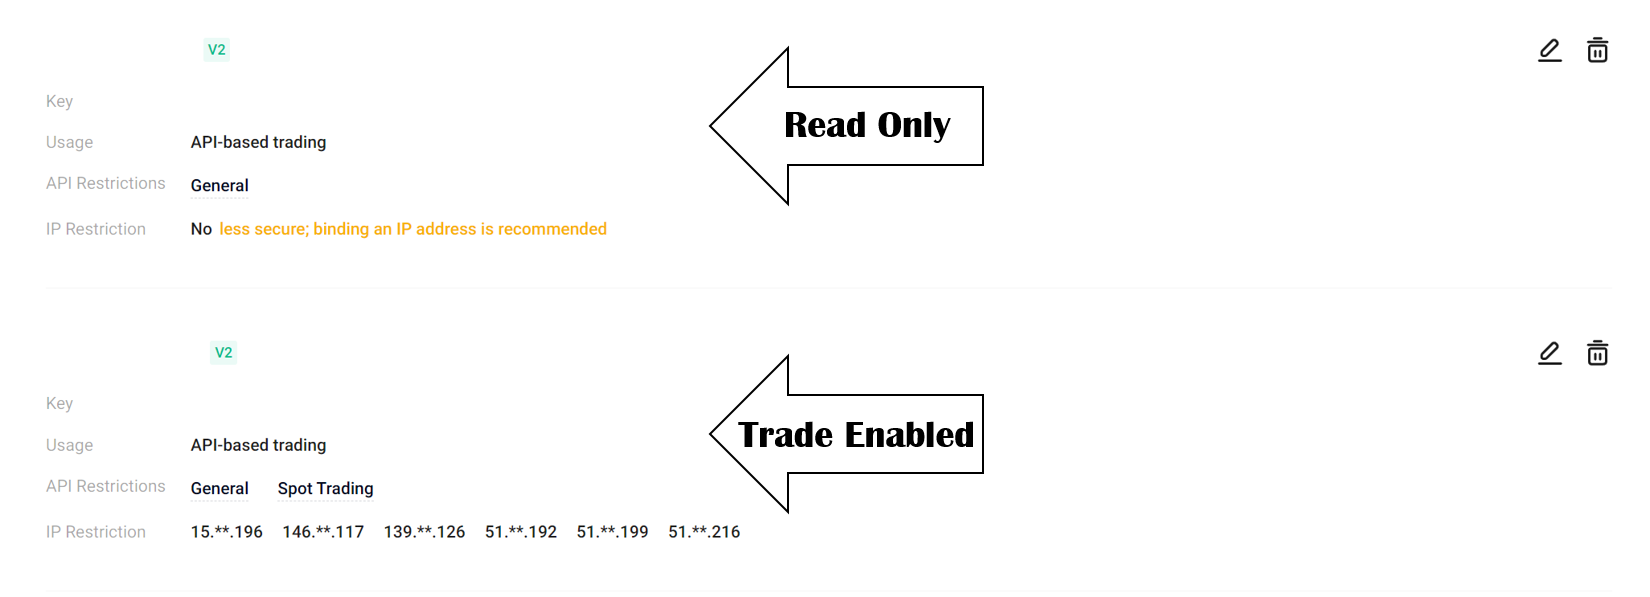 V2
Key
Read Only
Usage API-based trading
API Restrictions General
IP Restriction No less secure; binding an IP address is recommended
V2
Key
Trade Enabled
Usage API-based trading
API Restrictions General Spot Trading
IP Restriction 15.**.196 146.**.117 139.**.126 51.**.192 51.**.199 51.**.216